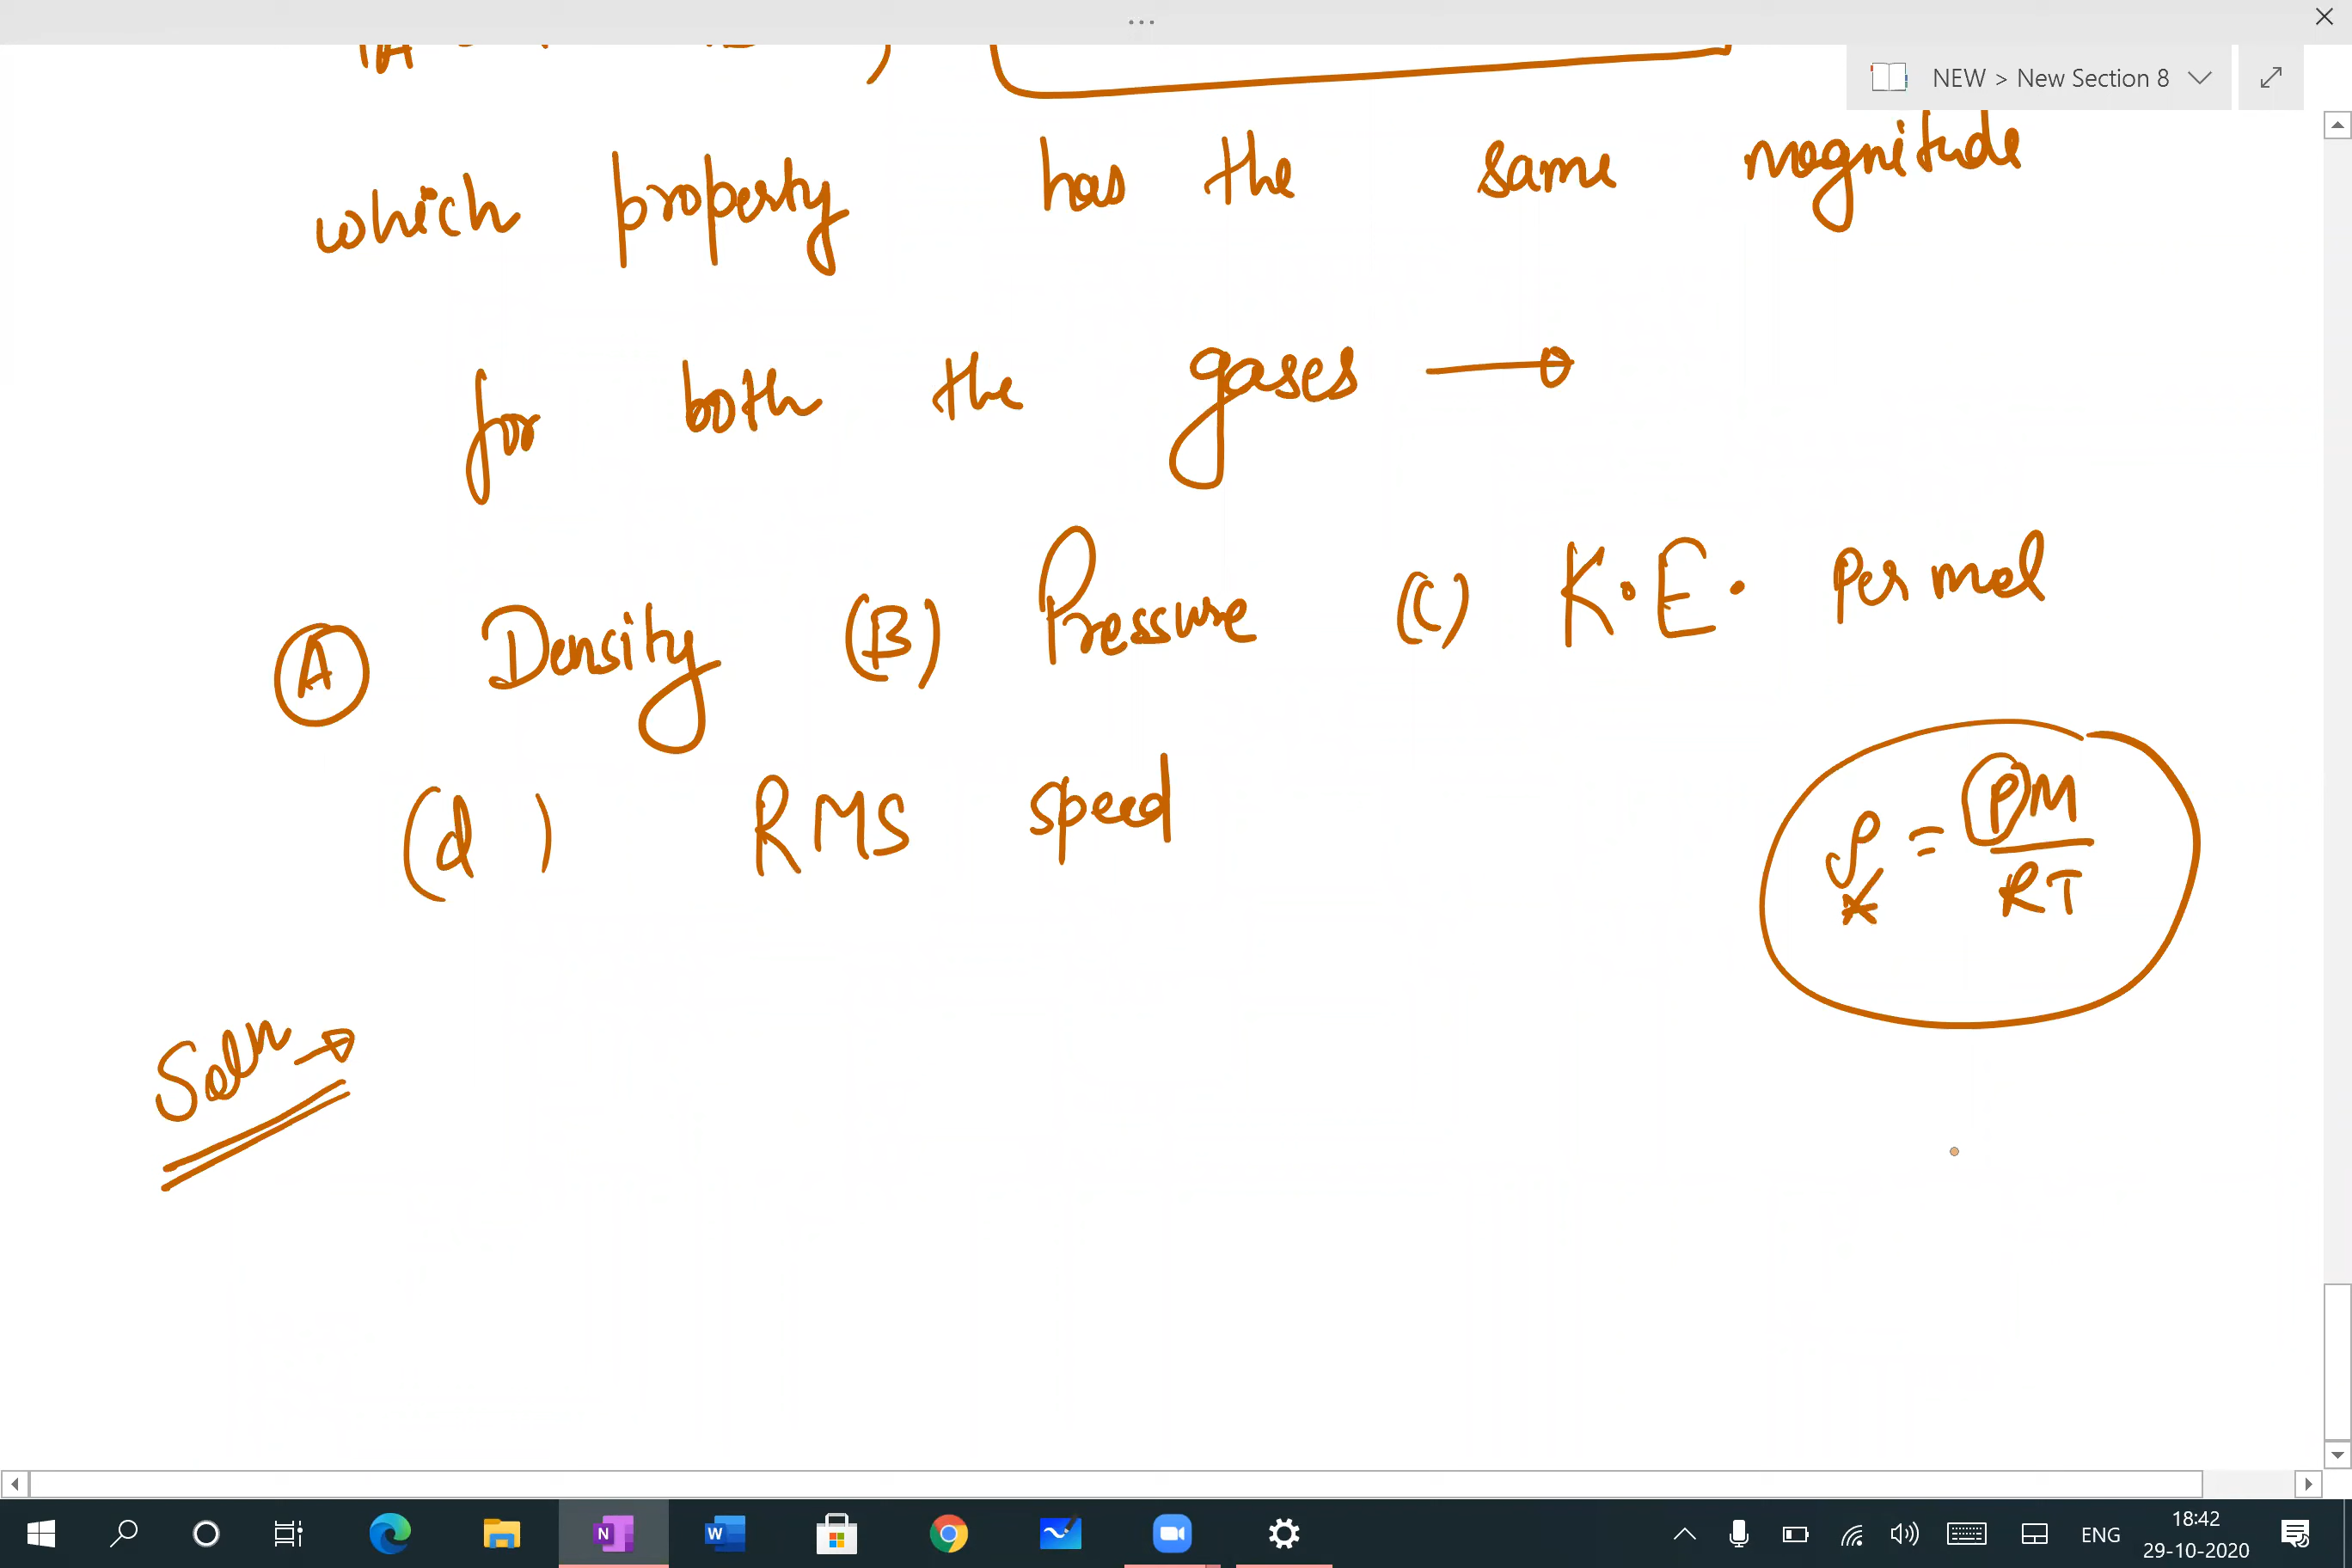 NEW > New Section 8
which property has the same magnitude
for both the gases →
(A) Density (B) Pressure (C) K.E. Per mol
(d) RMS speed
ρ = PM / RT
Soln →
ENG
18:42
29-10-2020